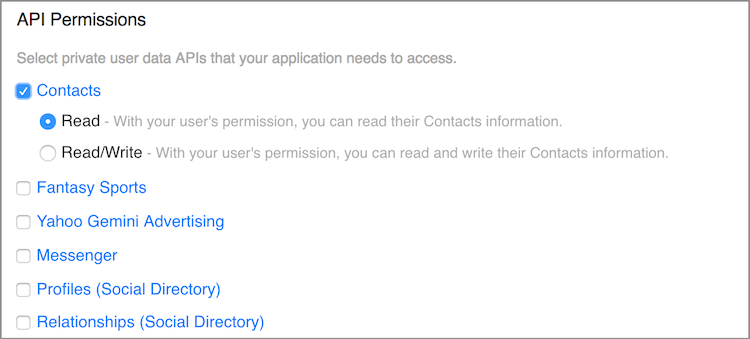 API Permissions
Select private user data APIs that your application needs to access.
Contacts
Read - With your user's permission, you can read their Contacts information.
Read/Write - With your user's permission, you can read and write their Contacts information.
Fantasy Sports
Yahoo Gemini Advertising
Messenger
Profiles (Social Directory)
Relationships (Social Directory)